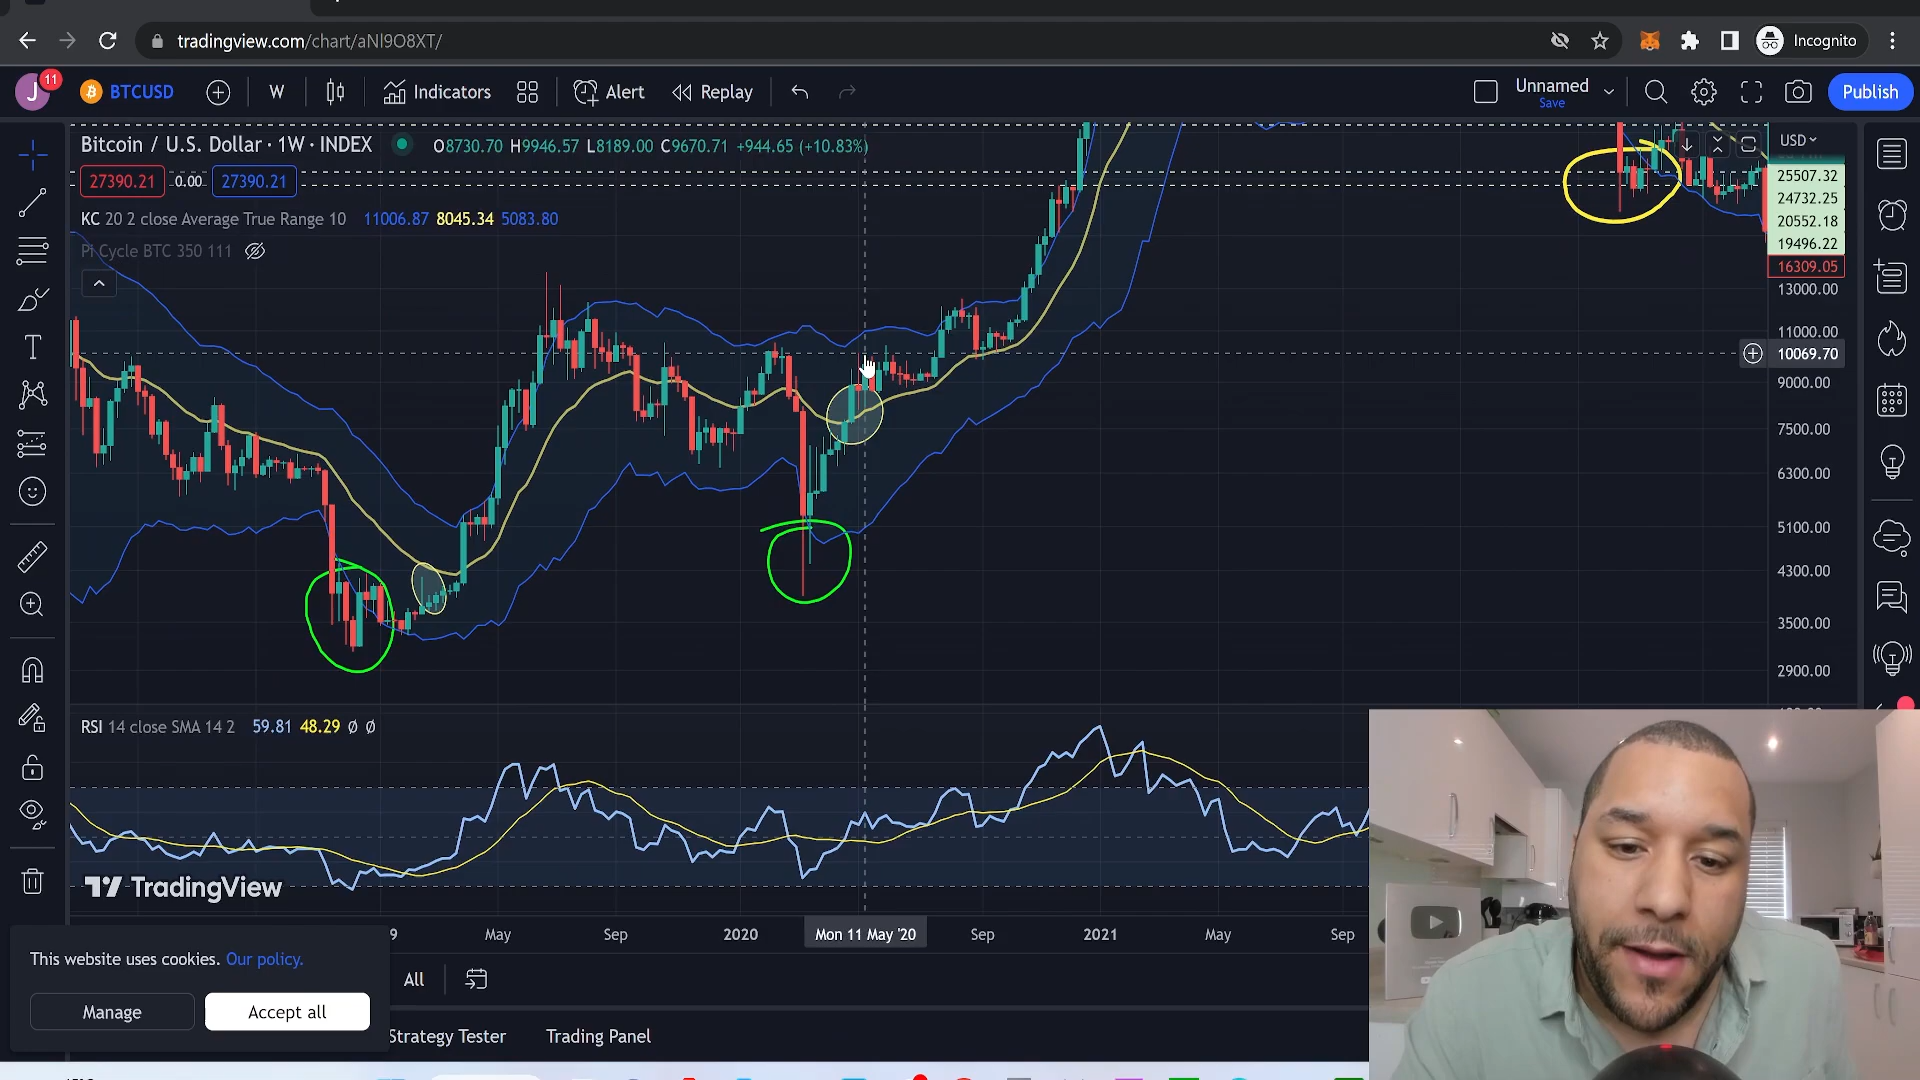 tradingview.com/chart/aNI9O8XT/
Incognito
J
11
BTCUSD
W
Indicators
Alert
Replay
Unnamed
Save
Publish
Bitcoin / U.S. Dollar · 1W · INDEX
O8730.70 H9946.57 L8189.00 C9670.71 +944.65 (+10.83%)
27390.21
0.00
27390.21
KC 20 2 close Average True Range 10 11006.87 8045.34 5083.80
Pi Cycle BTC 350 111
USD
25507.32
24732.25
20552.18
19496.22
16309.05
13000.00
11000.00
10069.70
9000.00
7500.00
6300.00
5100.00
4300.00
3500.00
2900.00
RSI 14 close SMA 14 2 59.81 48.29 Ø Ø
TradingView
9
May
Sep
2020
Mon 11 May '20
Sep
2021
May
Sep
This website uses cookies. Our policy.
Manage
Accept all
All
Strategy Tester
Trading Panel